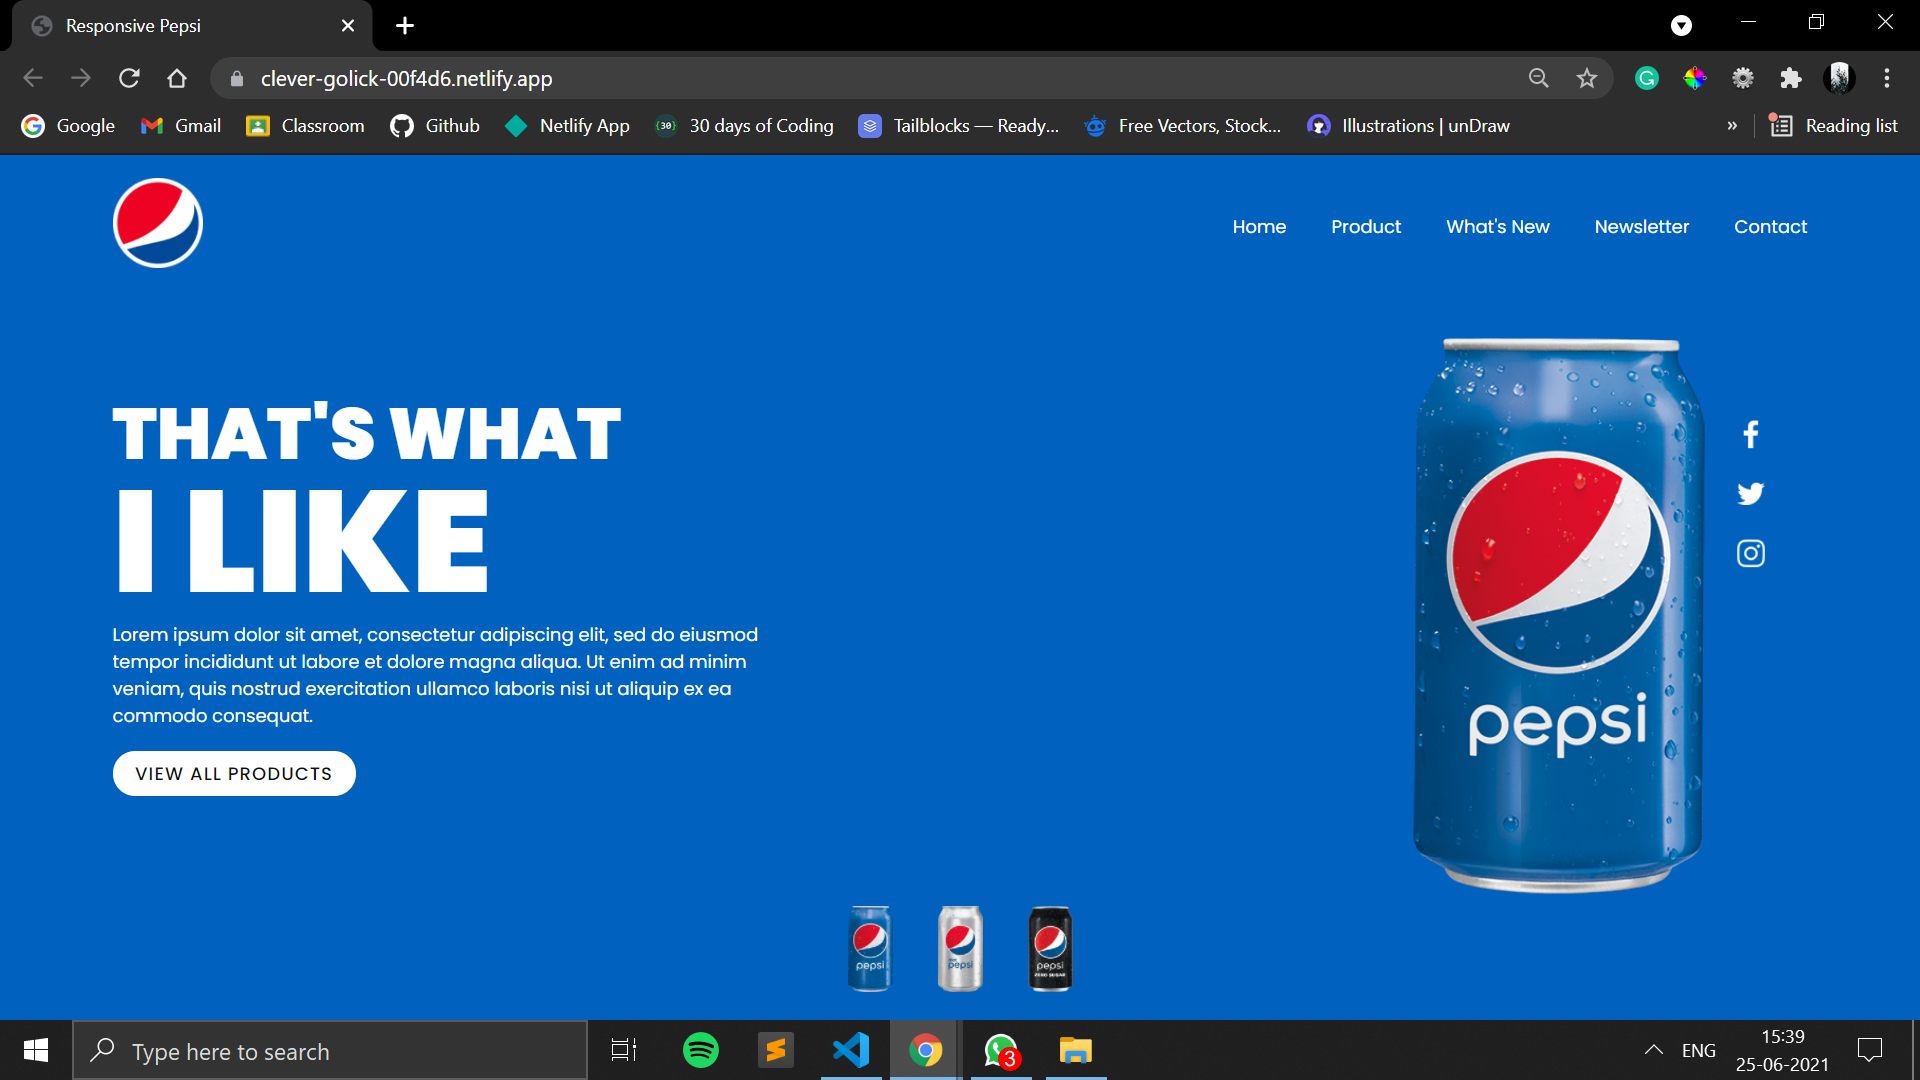 Responsive Pepsi
clever-golick-00f4d6.netlify.app
Google
Gmail
Classroom
Github
Netlify App
{30}
30 days of Coding
Tailblocks — Ready...
Free Vectors, Stock...
Illustrations | unDraw
»
Reading list
Home
Product
What's New
Newsletter
Contact
THAT'S WHAT
I LIKE
Lorem ipsum dolor sit amet, consectetur adipiscing elit, sed do eiusmod
tempor incididunt ut labore et dolore magna aliqua. Ut enim ad minim
veniam, quis nostrud exercitation ullamco laboris nisi ut aliquip ex ea
commodo consequat.
VIEW ALL PRODUCTS
pepsi
pepsi
pepsi
pepsi
ZERO SUGAR
Type here to search
3
ENG
15:39
25-06-2021